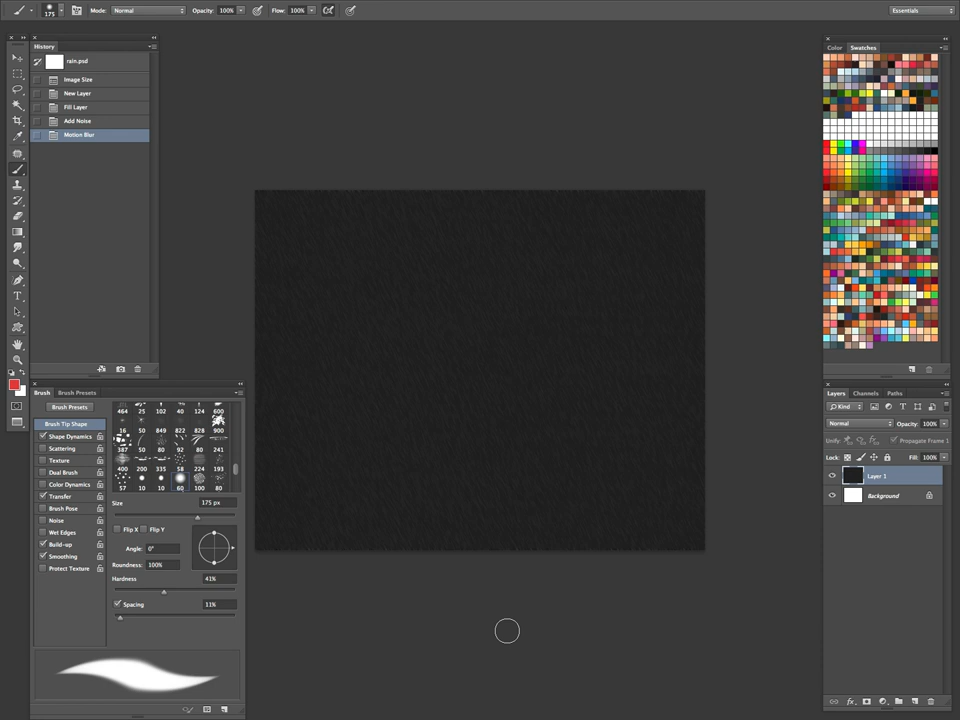 175 Mode: Normal Opacity: 100% Flow: 100% Essentials
History
rain.psd
Image Size
New Layer
Fill Layer
Add Noise
Motion Blur
Color Swatches
Brush Brush Presets
Brush Presets
Brush Tip Shape
Shape Dynamics
Scattering
Texture
Dual Brush
Color Dynamics
Transfer
Brush Pose
Noise
Wet Edges
Build-up
Smoothing
Protect Texture
464 25 102 40 124 600
16 50 849 822 828 900
387 50 80 92 80 241
400 200 335 58 224 193
57 10 10 60 100 80
Size 175 px
Flip X Flip Y
Angle: 0°
Roundness: 100%
Hardness 41%
Spacing 11%
Layers Channels Paths
Kind
Normal Opacity: 100%
Unify: Propagate Frame 1
Lock: Fill: 100%
Layer 1
Background
fx